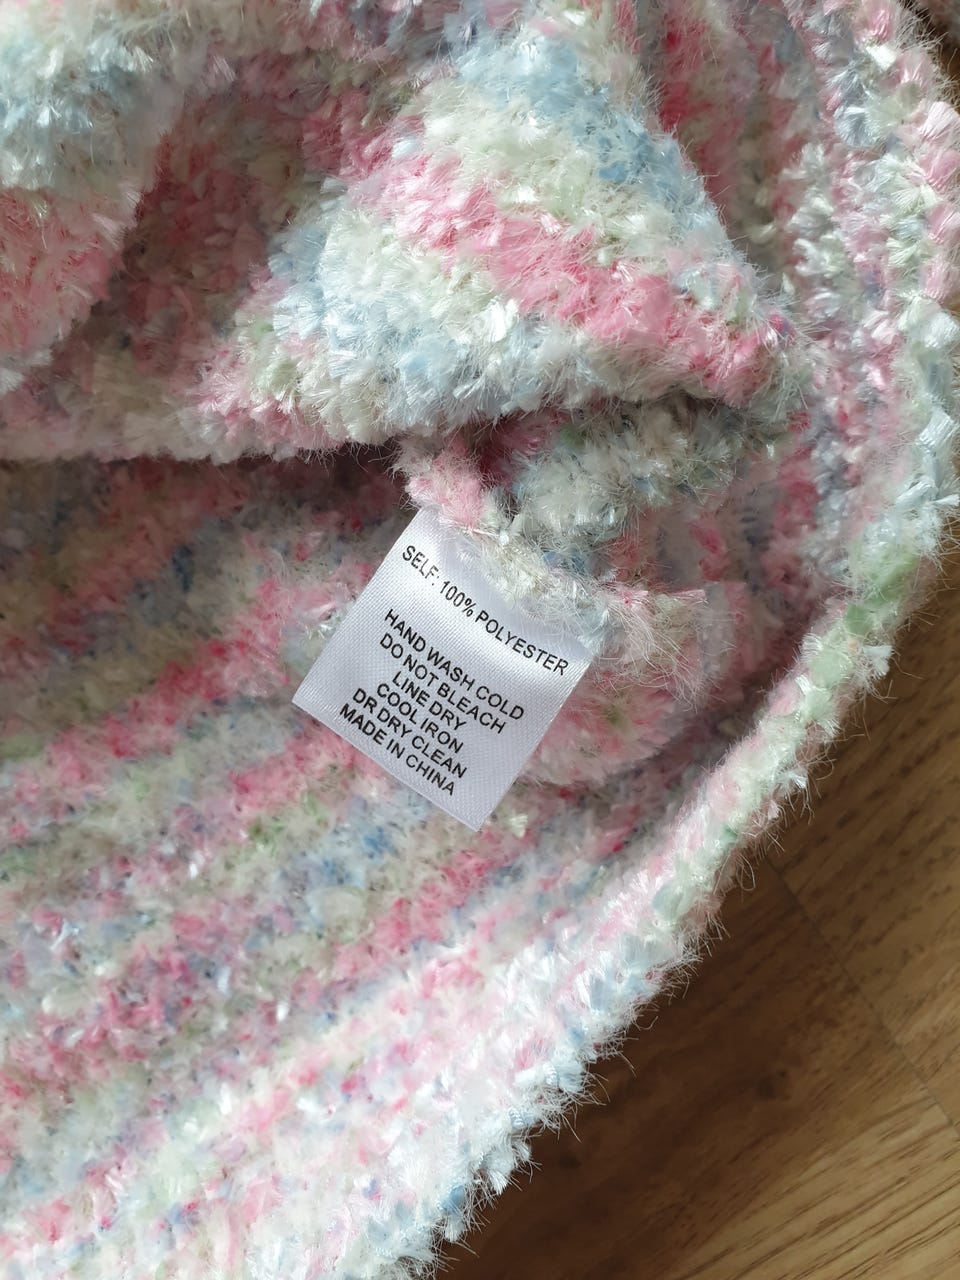 SELF: 100% POLYESTER
HAND WASH COLD
DO NOT BLEACH
LINE DRY
COOL IRON
DR DRY CLEAN
MADE IN CHINA